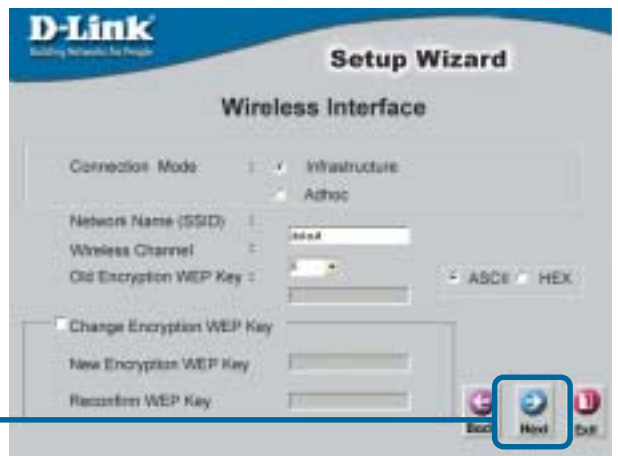 D-Link
Building Networks for People
Setup Wizard
Wireless Interface
Connection Mode : Infrastructure
Adhoc
Network Name (SSID) :
default
Wireless Channel :
6
Old Encryption WEP Key :
ASCII HEX
Change Encryption WEP Key
New Encryption WEP Key
Reconfirm WEP Key
Back Next Exit